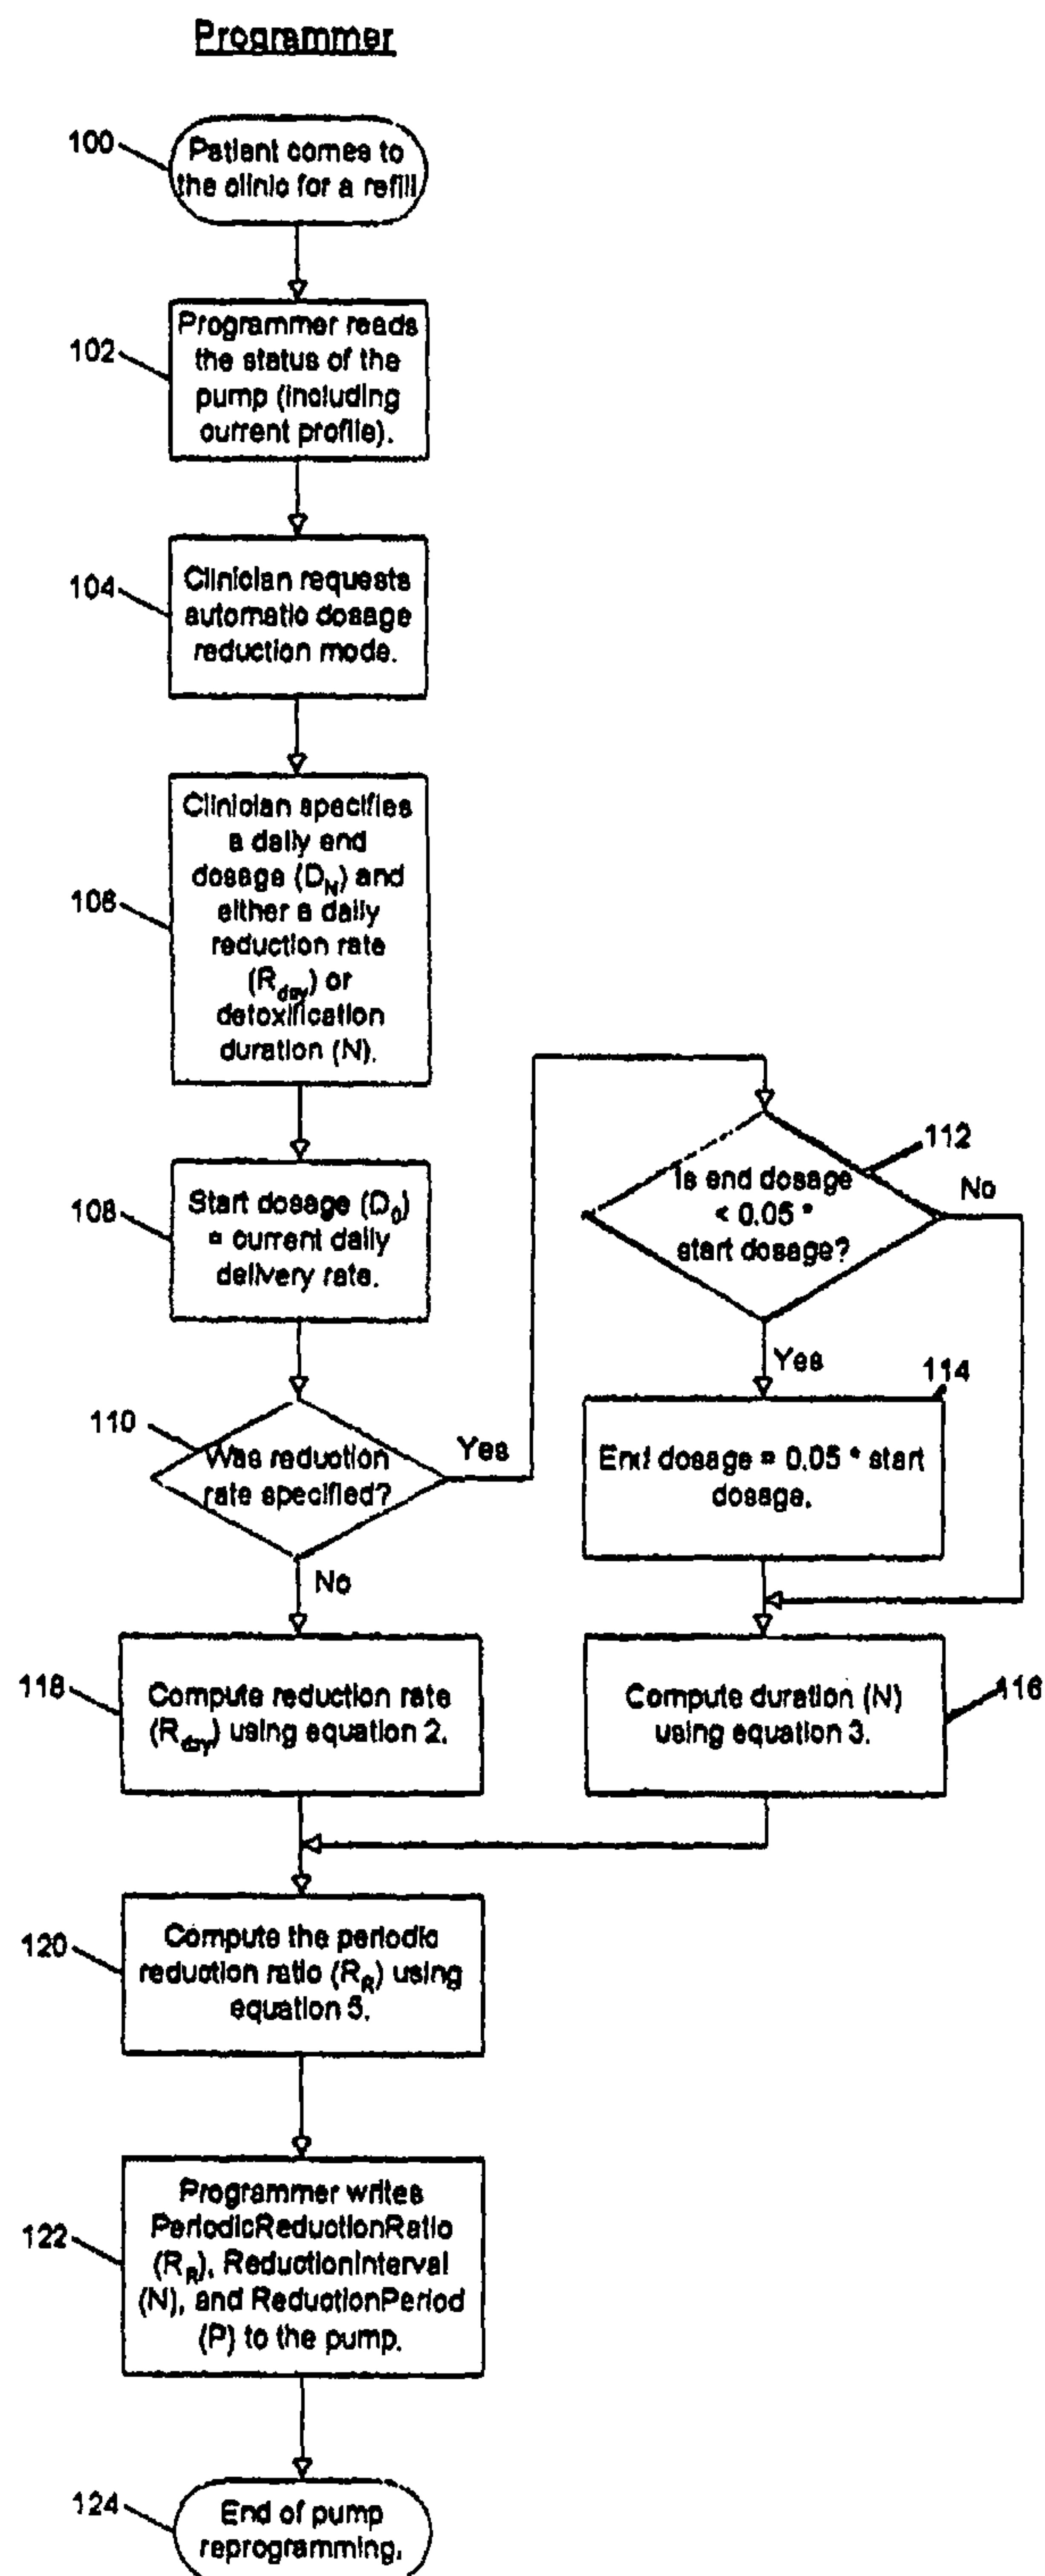 Programmer
100
Patient comes to
the clinic for a refill
102
Programmer reads
the status of the
pump (including
current profile).
104
Clinician requests
automatic dosage
reduction mode.
106
Clinician specifies
a daily end
dosage (D_N) and
either a daily
reduction rate
(R_day) or
detoxification
duration (N).
108
Start dosage (D_0)
= current daily
delivery rate.
110
Was reduction
rate specified?
Yes
No
112
Is end dosage
< 0.05 *
start dosage?
No
Yes
114
End dosage = 0.05 * start
dosage.
116
Compute duration (N)
using equation 3.
118
Compute reduction rate
(R_day) using equation 2.
120
Compute the periodic
reduction ratio (R_R) using
equation 5.
122
Programmer writes
PeriodicReductionRatio
(R_R), ReductionInterval
(N), and ReductionPeriod
(P) to the pump.
124
End of pump
reprogramming.